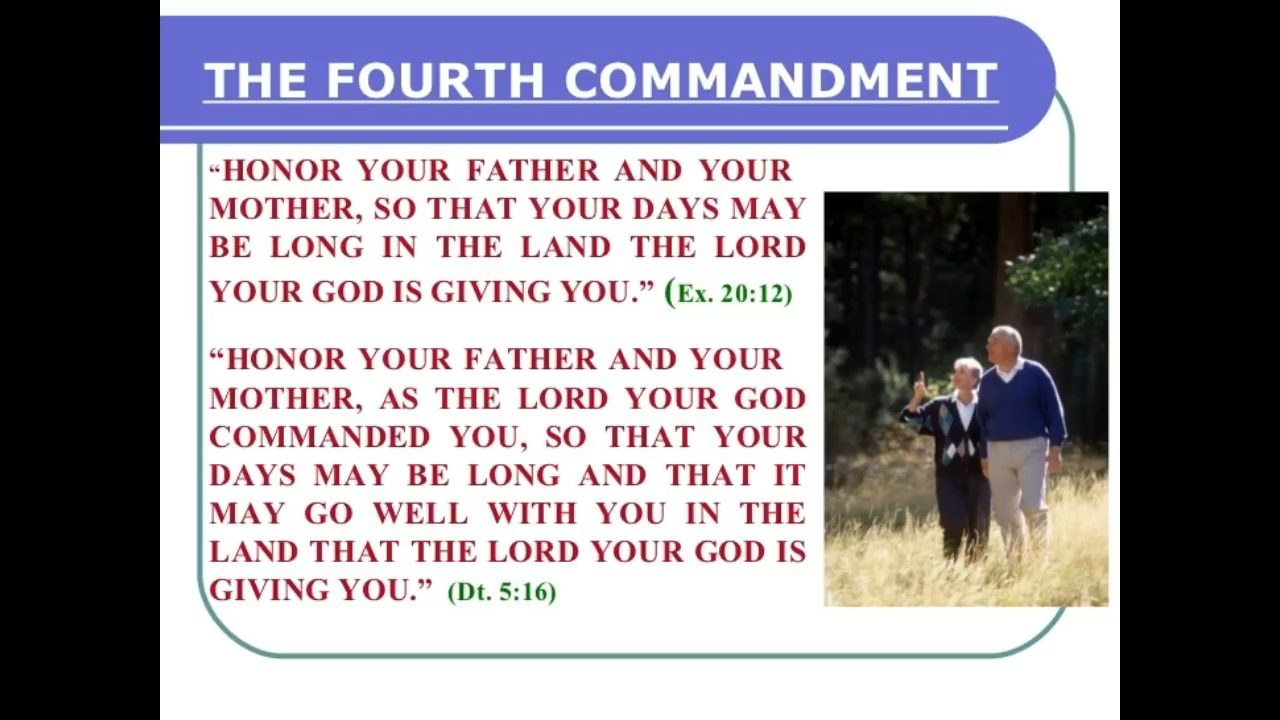 THE FOURTH COMMANDMENT
“HONOR YOUR FATHER AND YOUR
MOTHER, SO THAT YOUR DAYS MAY
BE LONG IN THE LAND THE LORD
YOUR GOD IS GIVING YOU.” (Ex. 20:12)
“HONOR YOUR FATHER AND YOUR
MOTHER, AS THE LORD YOUR GOD
COMMANDED YOU, SO THAT YOUR
DAYS MAY BE LONG AND THAT IT
MAY GO WELL WITH YOU IN THE
LAND THAT THE LORD YOUR GOD IS
GIVING YOU.” (Dt. 5:16)